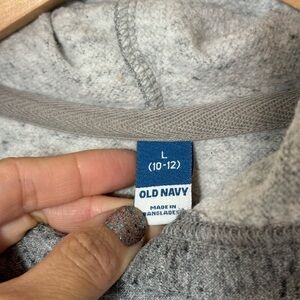 L
(10-12)
OLD NAVY
MADE IN
BANGLADESH